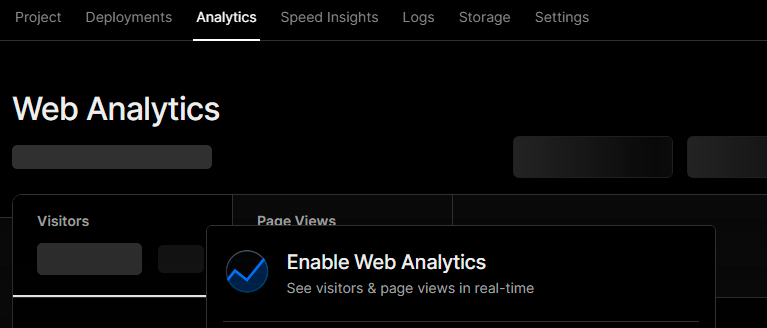 Project Deployments Analytics Speed Insights Logs Storage Settings
Web Analytics
Visitors Page Views
Enable Web Analytics
See visitors & page views in real-time